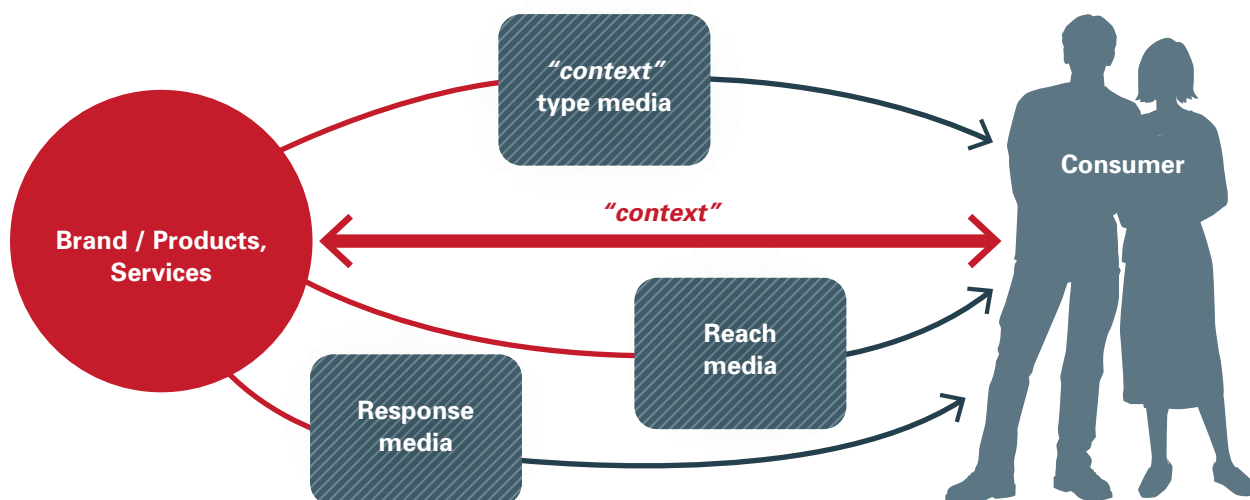 “context”
type media
Consumer
“context”
Brand / Products,
Services
Reach
media
Response
media